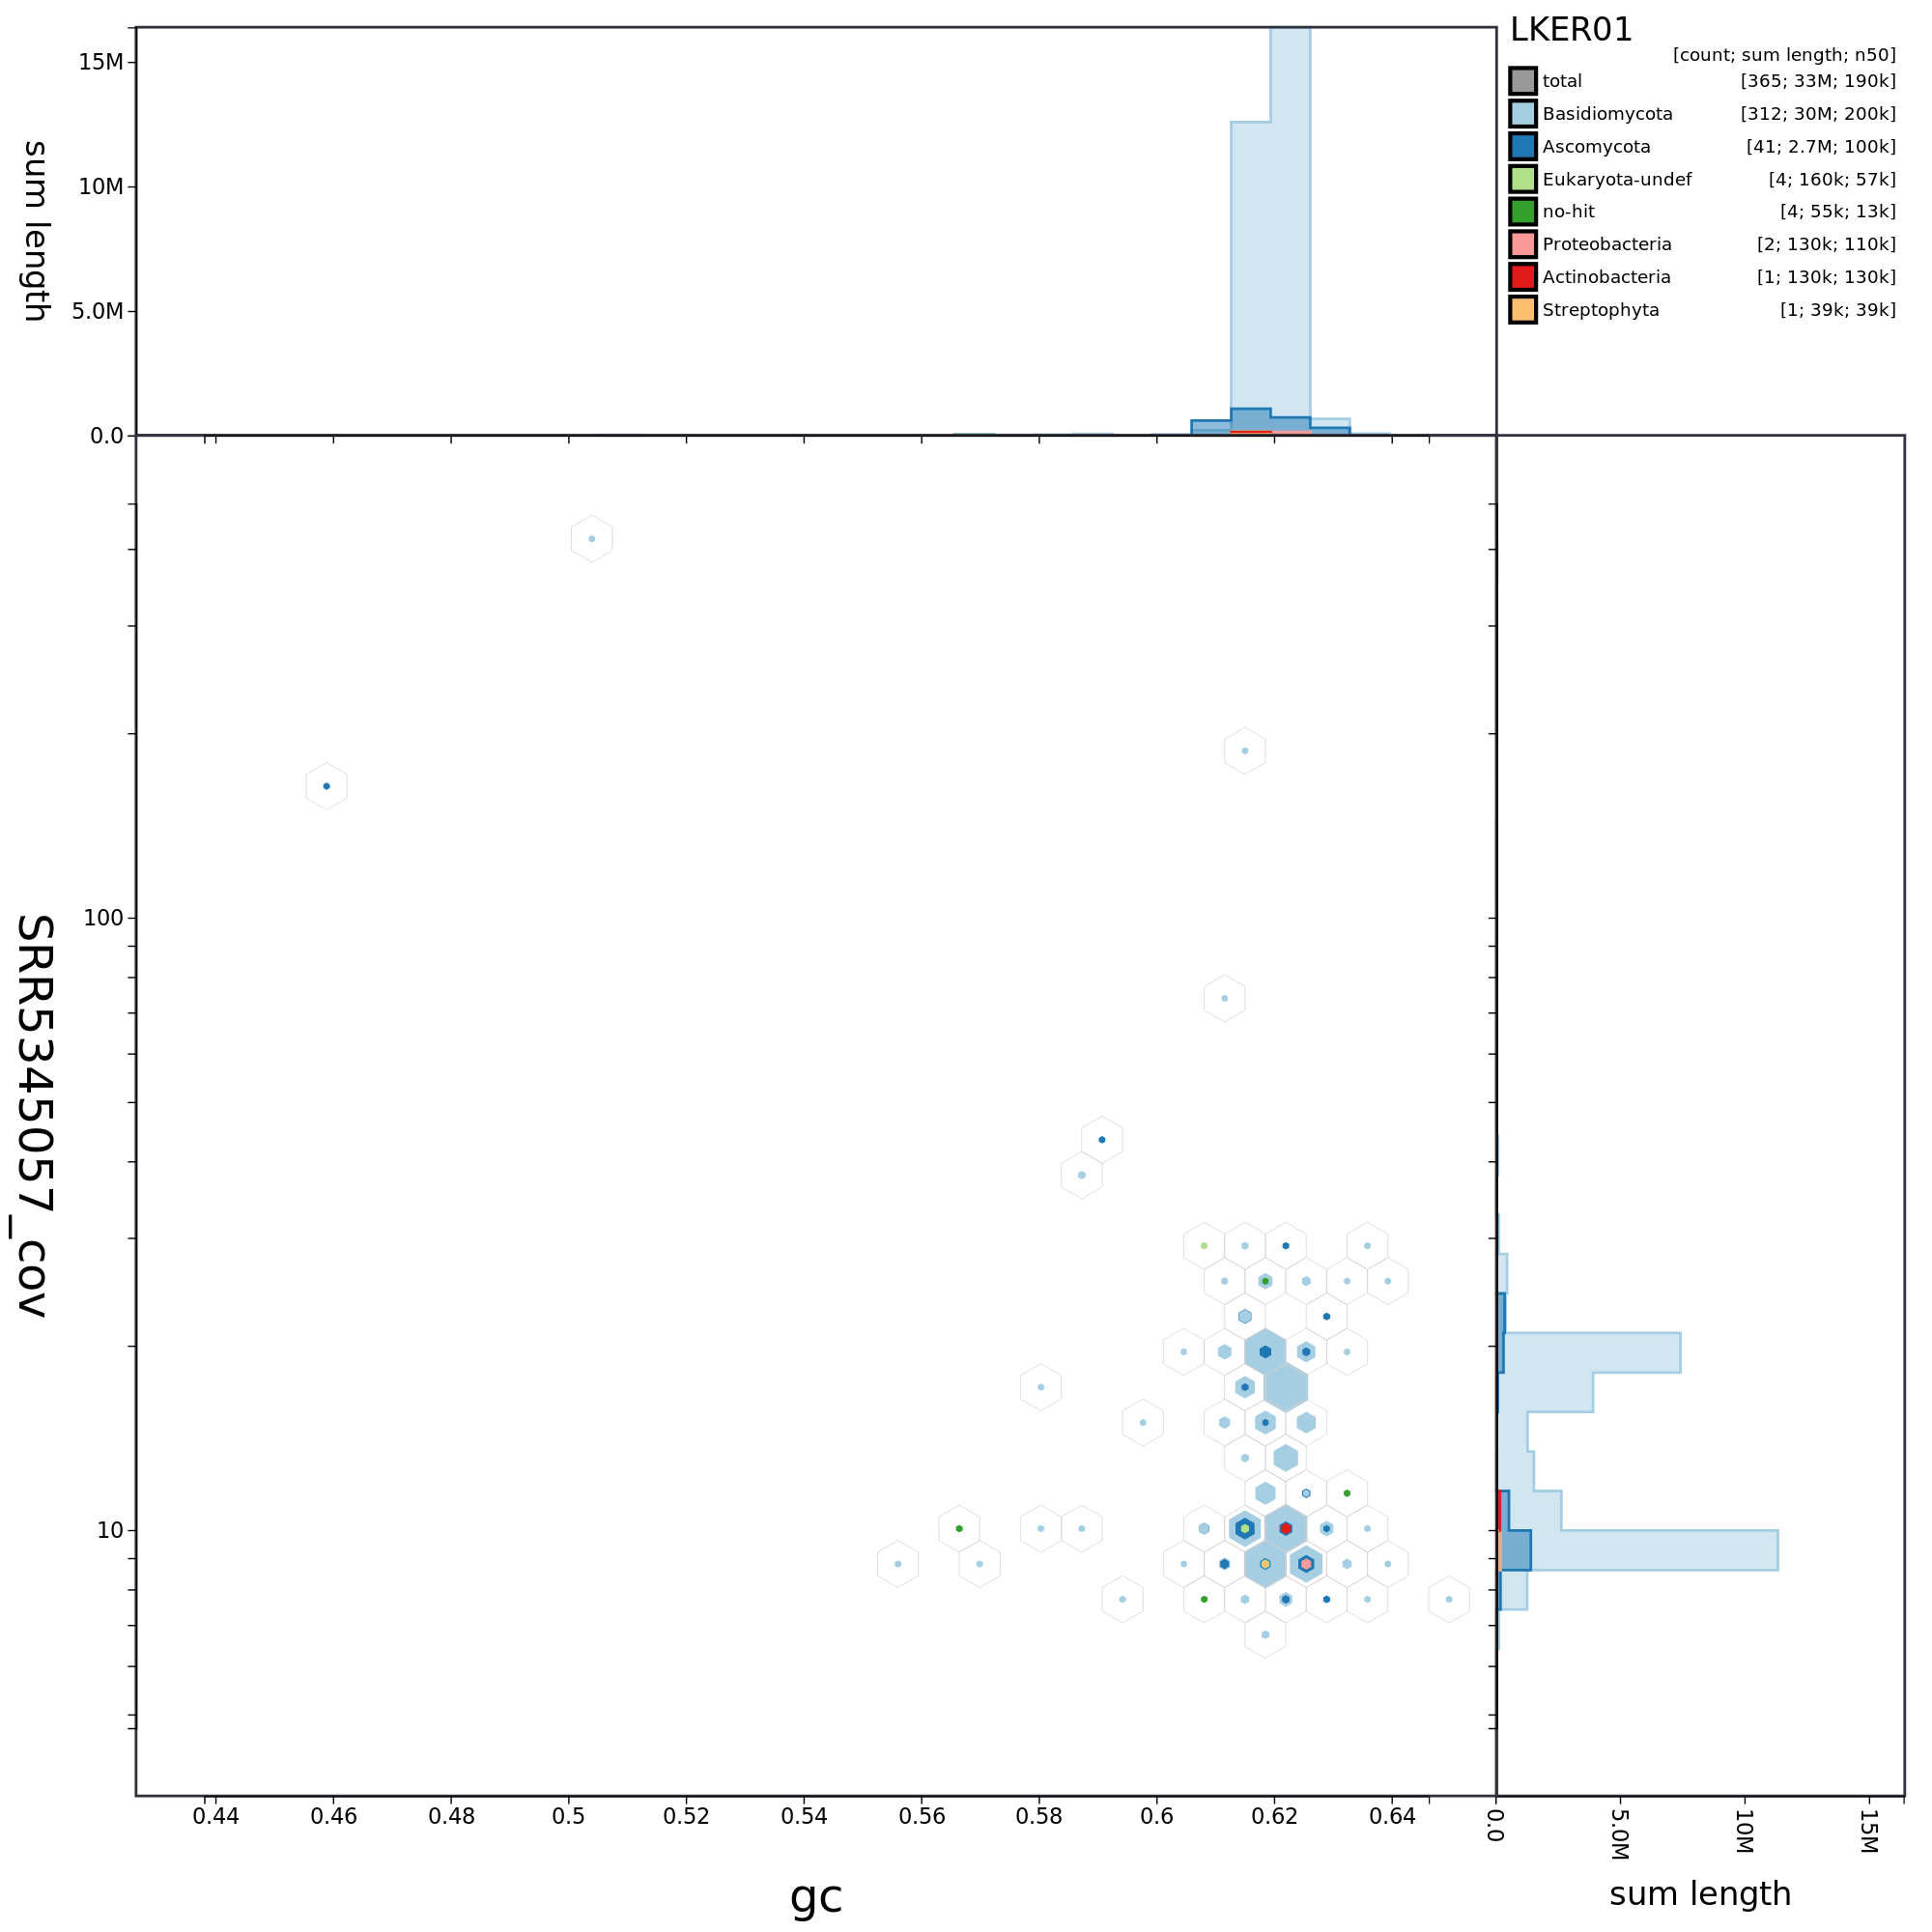 LKER01
[count; sum length; n50]
total [365; 33M; 190k]
Basidiomycota [312; 30M; 200k]
Ascomycota [41; 2.7M; 100k]
Eukaryota-undef [4; 160k; 57k]
no-hit [4; 55k; 13k]
Proteobacteria [2; 130k; 110k]
Actinobacteria [1; 130k; 130k]
Streptophyta [1; 39k; 39k]
15M
10M
5.0M
0.0
sum length
100
10
SRR5345057_cov
0.44 0.46 0.48 0.5 0.52 0.54 0.56 0.58 0.6 0.62 0.64
gc
0.0 5.0M 10M 15M
sum length